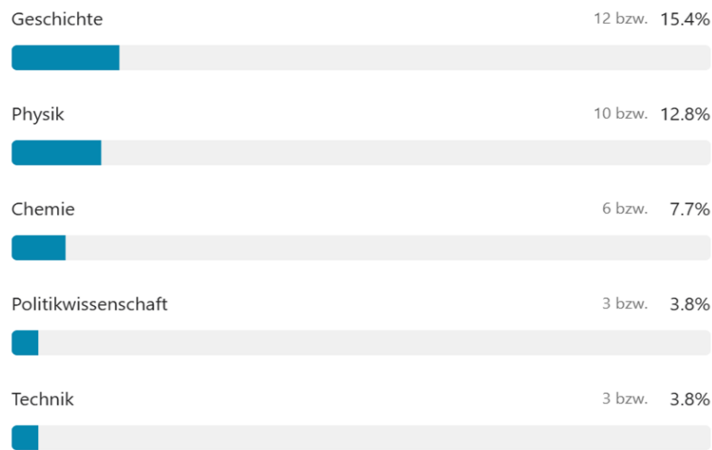 Geschichte 12 bzw. 15.4%
Physik 10 bzw. 12.8%
Chemie 6 bzw. 7.7%
Politikwissenschaft 3 bzw. 3.8%
Technik 3 bzw. 3.8%